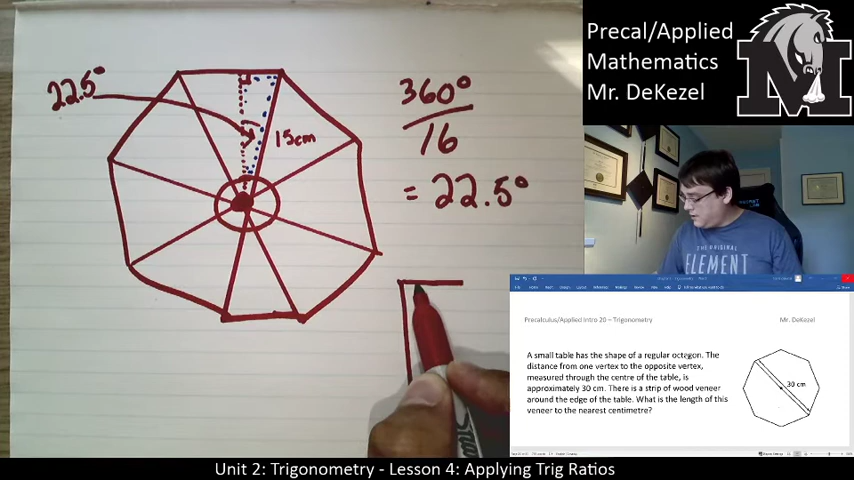 22.5°
15cm
360°
16
= 22.5°
Precal/Applied
Mathematics
Mr. DeKezel
M
THE ORIGINAL
ELEMENT
Precalculus/Applied Intro 20 – Trigonometry
Mr. DeKezel
A small table has the shape of a regular octagon. The
distance from one vertex to the opposite vertex,
measured through the centre of the table, is
approximately 30 cm. There is a strip of wood veneer
around the edge of the table. What is the length of this
veneer to the nearest centimetre?
30 cm
Unit 2: Trigonometry - Lesson 4: Applying Trig Ratios